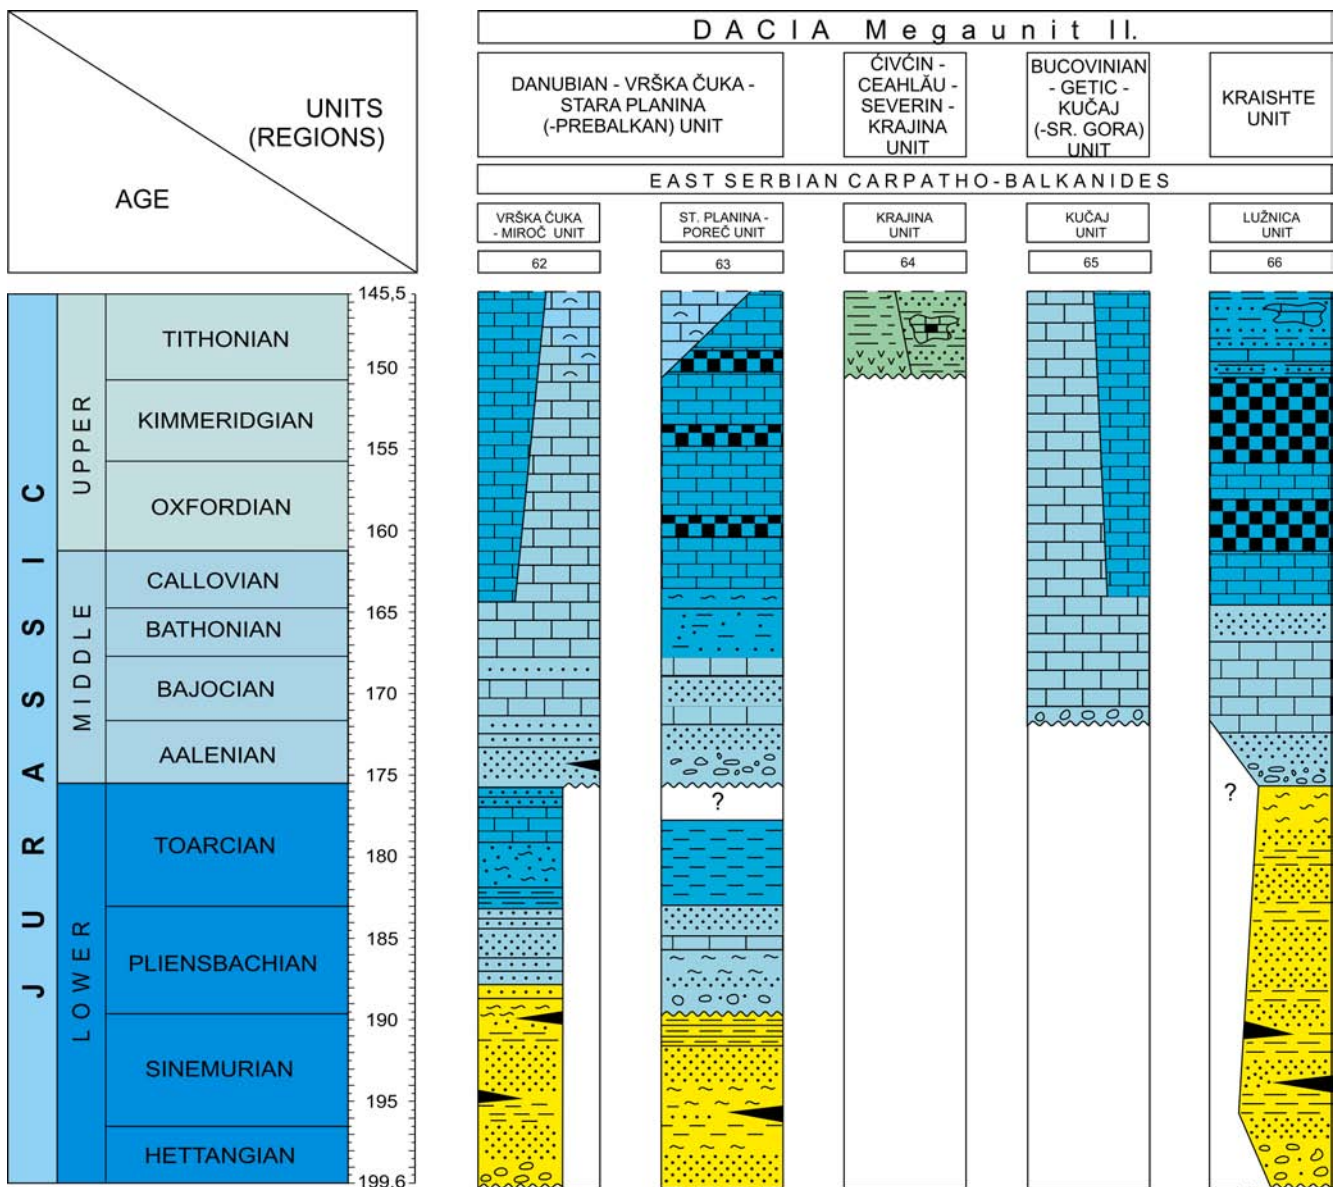 DACIA Megaunit II.
UNITS
(REGIONS)
AGE
DANUBIAN - VRŠKA ČUKA -
STARA PLANINA
(-PREBALKAN) UNIT
ĆIVĆIN -
CEAHLĂU -
SEVERIN -
KRAJINA
UNIT
BUCOVINIAN
- GETIC -
KUČAJ
(-SR. GORA)
UNIT
KRAISHTE
UNIT
EAST SERBIAN CARPATHO-BALKANIDES
VRŠKA ČUKA
- MIROČ UNIT
ST. PLANINA -
POREČ UNIT
KRAJINA
UNIT
KUČAJ
UNIT
LUŽNICA
UNIT
62
63
64
65
66
JURASSIC
UPPER
MIDDLE
LOWER
TITHONIAN
KIMMERIDGIAN
OXFORDIAN
CALLOVIAN
BATHONIAN
BAJOCIAN
AALENIAN
TOARCIAN
PLIENSBACHIAN
SINEMURIAN
HETTANGIAN
145,5
150
155
160
165
170
175
180
185
190
195
199.6
?
?